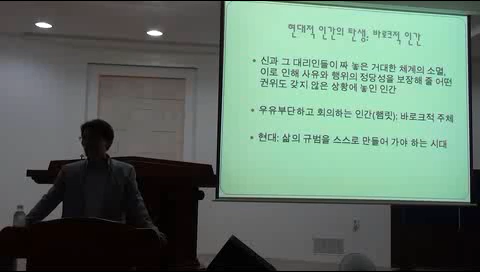 현대적 인간의 탄생; 바로크적 인간
• 신과 그 대리인들이 짜 놓은 거대한 체계의 소멸,
이로 인해 사유와 행위의 정당성을 보장해 줄 어떤
권위도 갖지 않은 상황에 놓인 인간
• 우유부단하고 회의하는 인간(햄릿): 바로크적 주체
• 현대: 삶의 규범을 스스로 만들어 가야 하는 시대